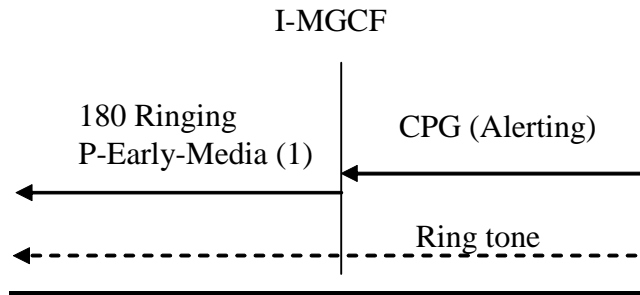 I-MGCF
180 Ringing
P-Early-Media (1)
CPG (Alerting)
Ring tone